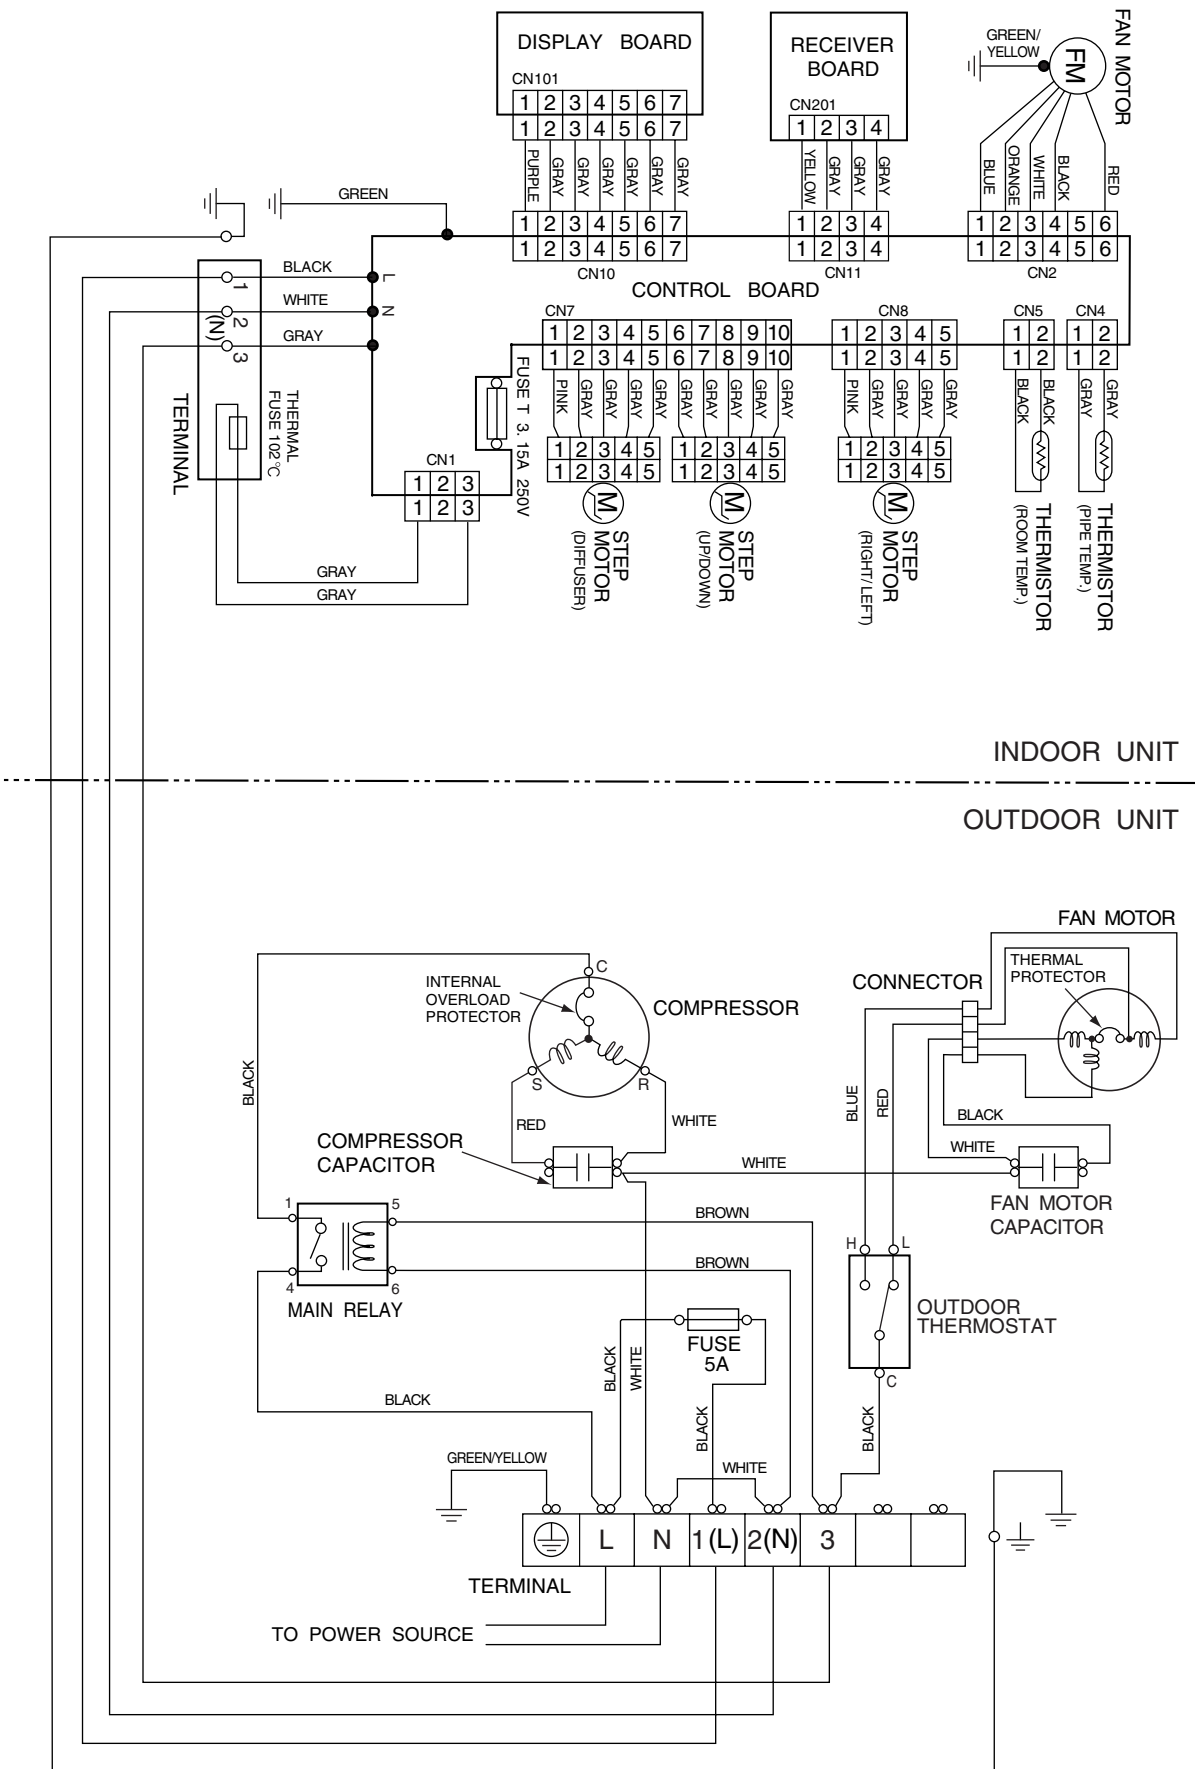 DISPLAY BOARD
CN101
1 2 3 4 5 6 7
1 2 3 4 5 6 7
PURPLE
GRAY
GRAY
GRAY
GRAY
GRAY
GRAY
1 2 3 4 5 6 7
1 2 3 4 5 6 7
CN10
RECEIVER
BOARD
CN201
1 2 3 4
YELLOW
GRAY
GRAY
GRAY
1 2 3 4
1 2 3 4
CN11
GREEN/
YELLOW
FM
FAN MOTOR
BLUE
ORANGE
WHITE
BLACK
RED
1 2 3 4 5 6
1 2 3 4 5 6
CN2
GREEN
BLACK
L
WHITE
N
GRAY
1
2
(N)
3
TERMINAL
THERMAL
FUSE 102°C
CONTROL BOARD
CN7
1 2 3 4 5 6 7 8 9 10
1 2 3 4 5 6 7 8 9 10
PINK
GRAY
GRAY
GRAY
GRAY
GRAY
GRAY
GRAY
GRAY
GRAY
1 2 3 4 5
1 2 3 4 5
M
STEP
MOTOR
(DIFFUSER)
1 2 3 4 5
1 2 3 4 5
M
STEP
MOTOR
(UP/DOWN)
CN8
1 2 3 4 5
1 2 3 4 5
PINK
GRAY
GRAY
GRAY
GRAY
1 2 3 4 5
1 2 3 4 5
M
STEP
MOTOR
(RIGHT/LEFT)
CN5
1 2
1 2
BLACK
BLACK
THERMISTOR
(ROOM TEMP.)
CN4
1 2
1 2
GRAY
GRAY
THERMISTOR
(PIPE TEMP.)
FUSE T 3. 15A 250V
CN1
1 2 3
1 2 3
GRAY
GRAY
INDOOR UNIT
OUTDOOR UNIT
FAN MOTOR
THERMAL
PROTECTOR
CONNECTOR
C
INTERNAL
OVERLOAD
PROTECTOR
COMPRESSOR
S
R
BLACK
RED
WHITE
BLUE
RED
BLACK
WHITE
COMPRESSOR
CAPACITOR
WHITE
FAN MOTOR
CAPACITOR
1
5
4
6
MAIN RELAY
BROWN
BROWN
H
L
OUTDOOR
THERMOSTAT
C
FUSE
5A
BLACK
WHITE
BLACK
BLACK
BLACK
GREEN/YELLOW
WHITE
L
N
1(L)
2(N)
3
TERMINAL
TO POWER SOURCE